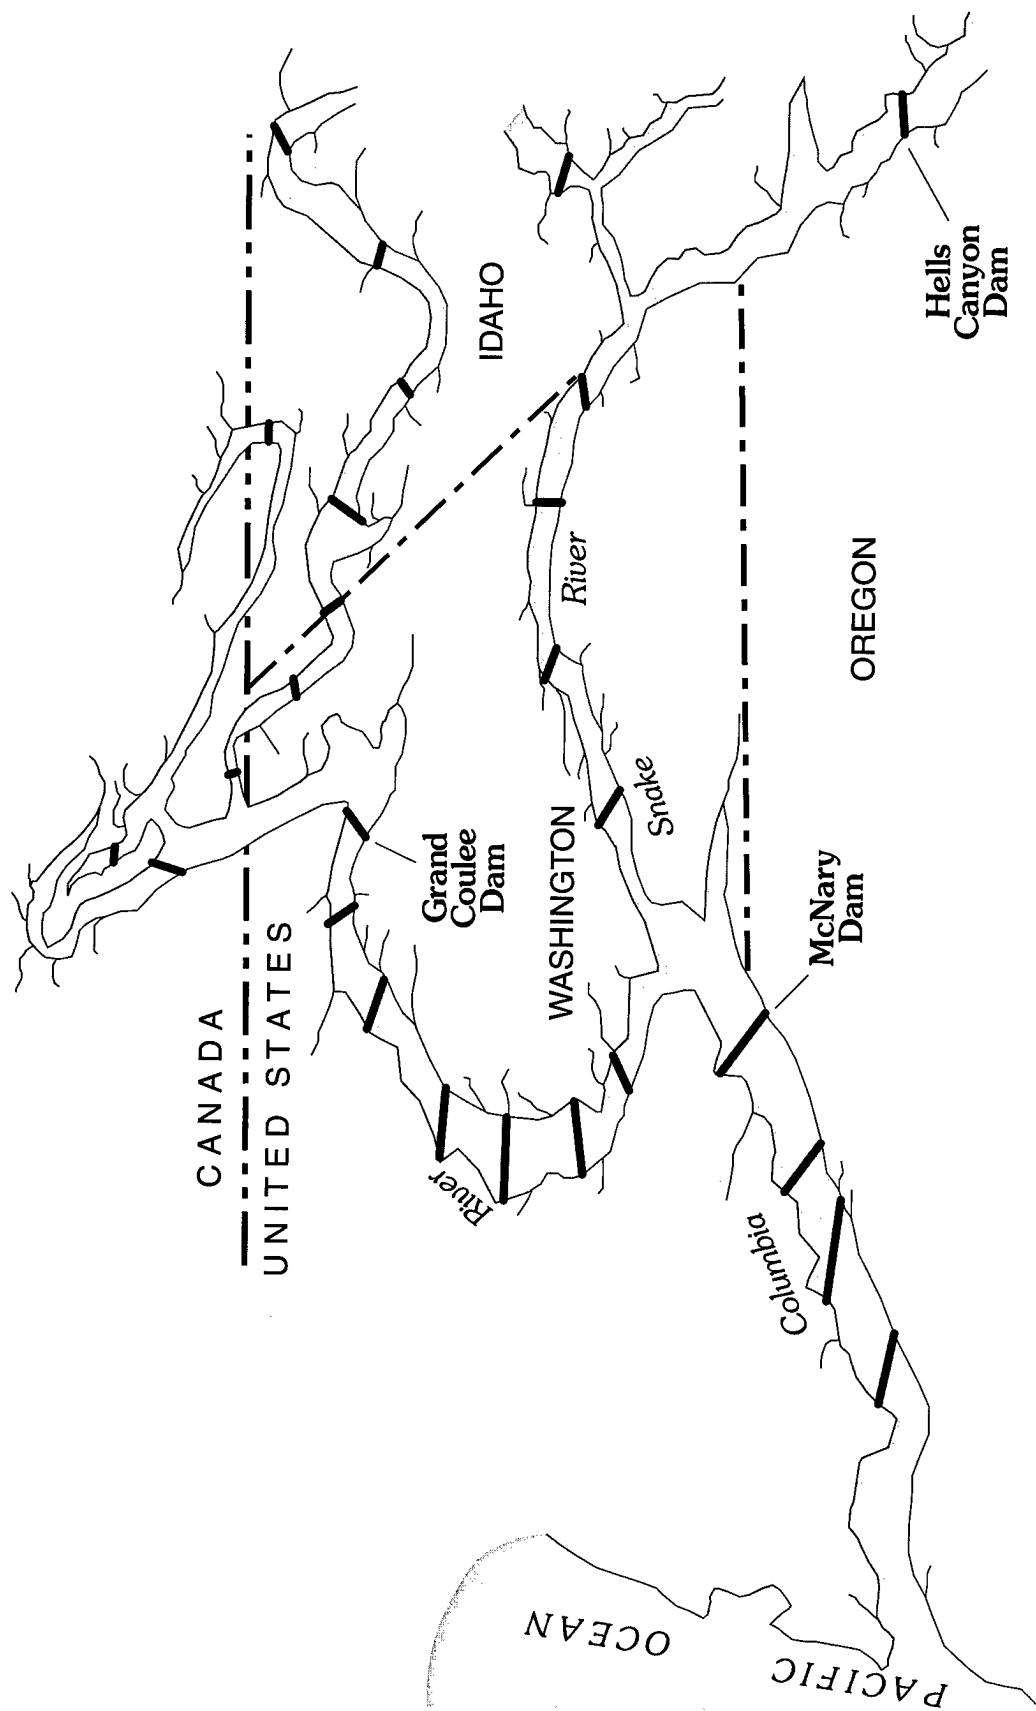 CANADA
UNITED STATES
IDAHO
Grand
Coulee
Dam
WASHINGTON
River
River
Snake
Columbia
McNary
Dam
OREGON
Hells
Canyon
Dam
PACIFIC
OCEAN